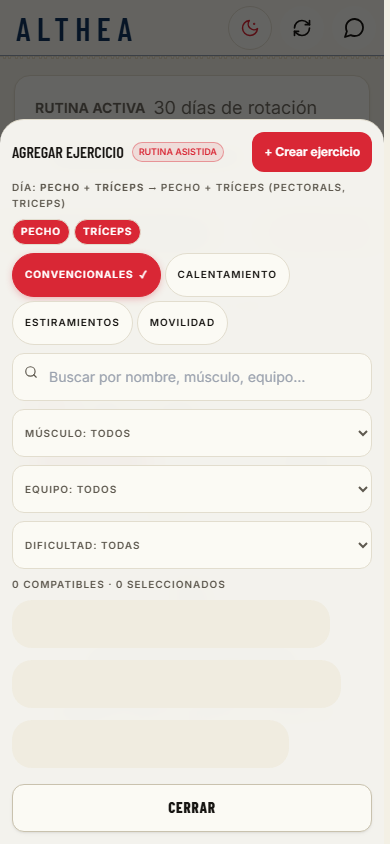 ALTHEA
RUTINA ACTIVA 30 días de rotación
AGREGAR EJERCICIO RUTINA ASISTIDA + Crear ejercicio
DÍA: PECHO + TRÍCEPS → PECHO + TRÍCEPS (PECTORALS,
TRICEPS)
PECHO TRÍCEPS
CONVENCIONALES ✓ CALENTAMIENTO
ESTIRAMIENTOS MOVILIDAD
Buscar por nombre, músculo, equipo...
MÚSCULO: TODOS
EQUIPO: TODOS
DIFICULTAD: TODAS
0 COMPATIBLES · 0 SELECCIONADOS
CERRAR